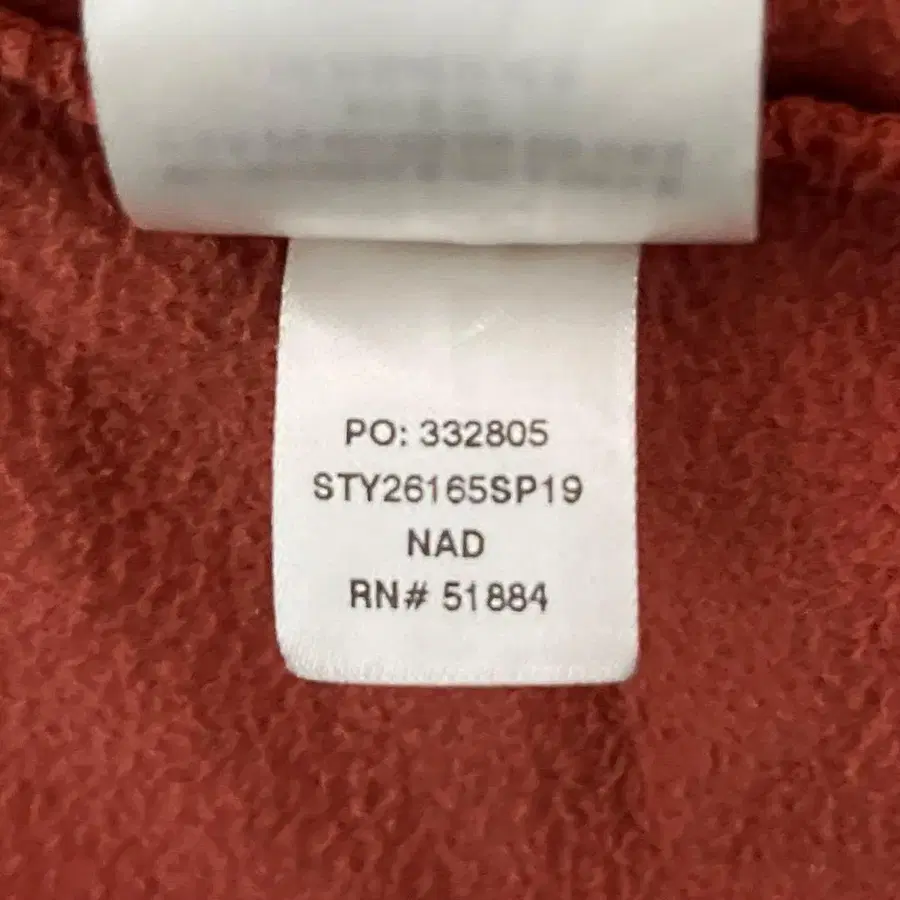 PO: 332805
STY26165SP19
NAD
RN# 51884